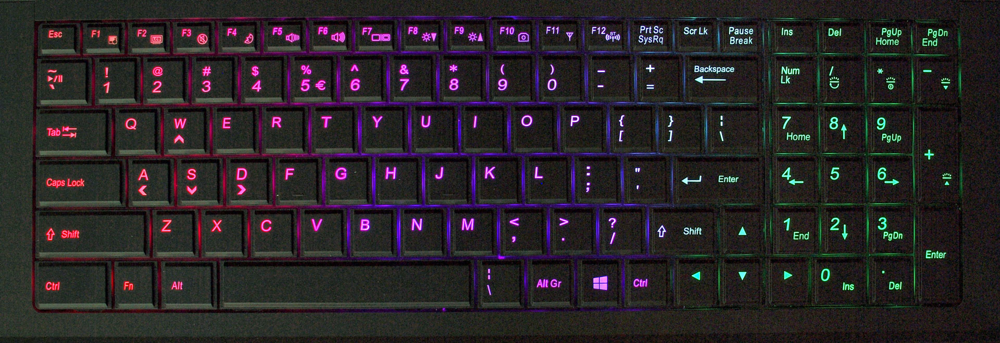 Esc F1 F2 LCD F3 F4 F5 F6 F7 F8 F9 F10 F11 F12 BT Prt Sc SysRq Scr Lk Pause Break Ins Del PgUp Home PgDn End
~ ` ! 1 @ 2 # 3 $ 4 % 5 € ^ 6 & 7 * 8 ( 9 ) 0 _ - + = Backspace Num Lk / * -
Tab Q W E R T Y U I O P { [ } ] ¦ \ 7 Home 8 9 PgUp +
Caps Lock A S D F G H J K L : ; " ' Enter 4 5 6
Shift Z X C V B N M < , > . ? / Shift 1 End 2 3 PgDn Enter
Ctrl Fn Alt ¦ \ Alt Gr Ctrl 0 Ins . Del